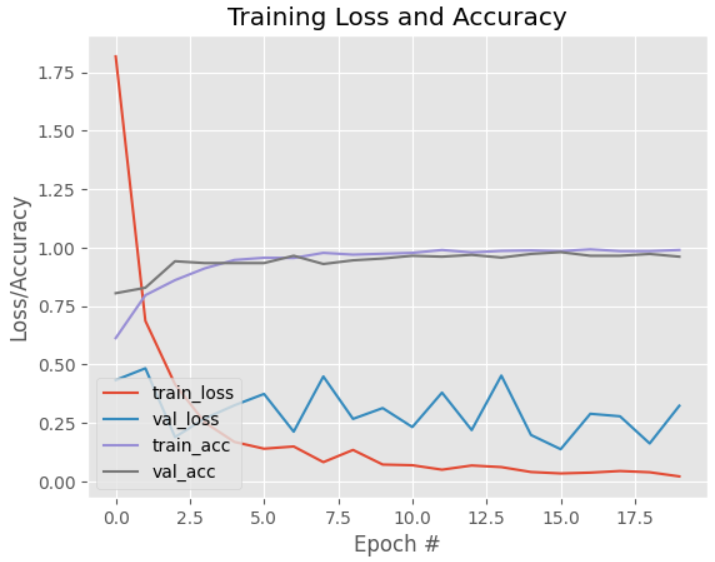 Training Loss and Accuracy
Loss/Accuracy
1.75
1.50
1.25
1.00
0.75
0.50
0.25
0.00
train_loss
val_loss
train_acc
val_acc
0.0 2.5 5.0 7.5 10.0 12.5 15.0 17.5
Epoch #